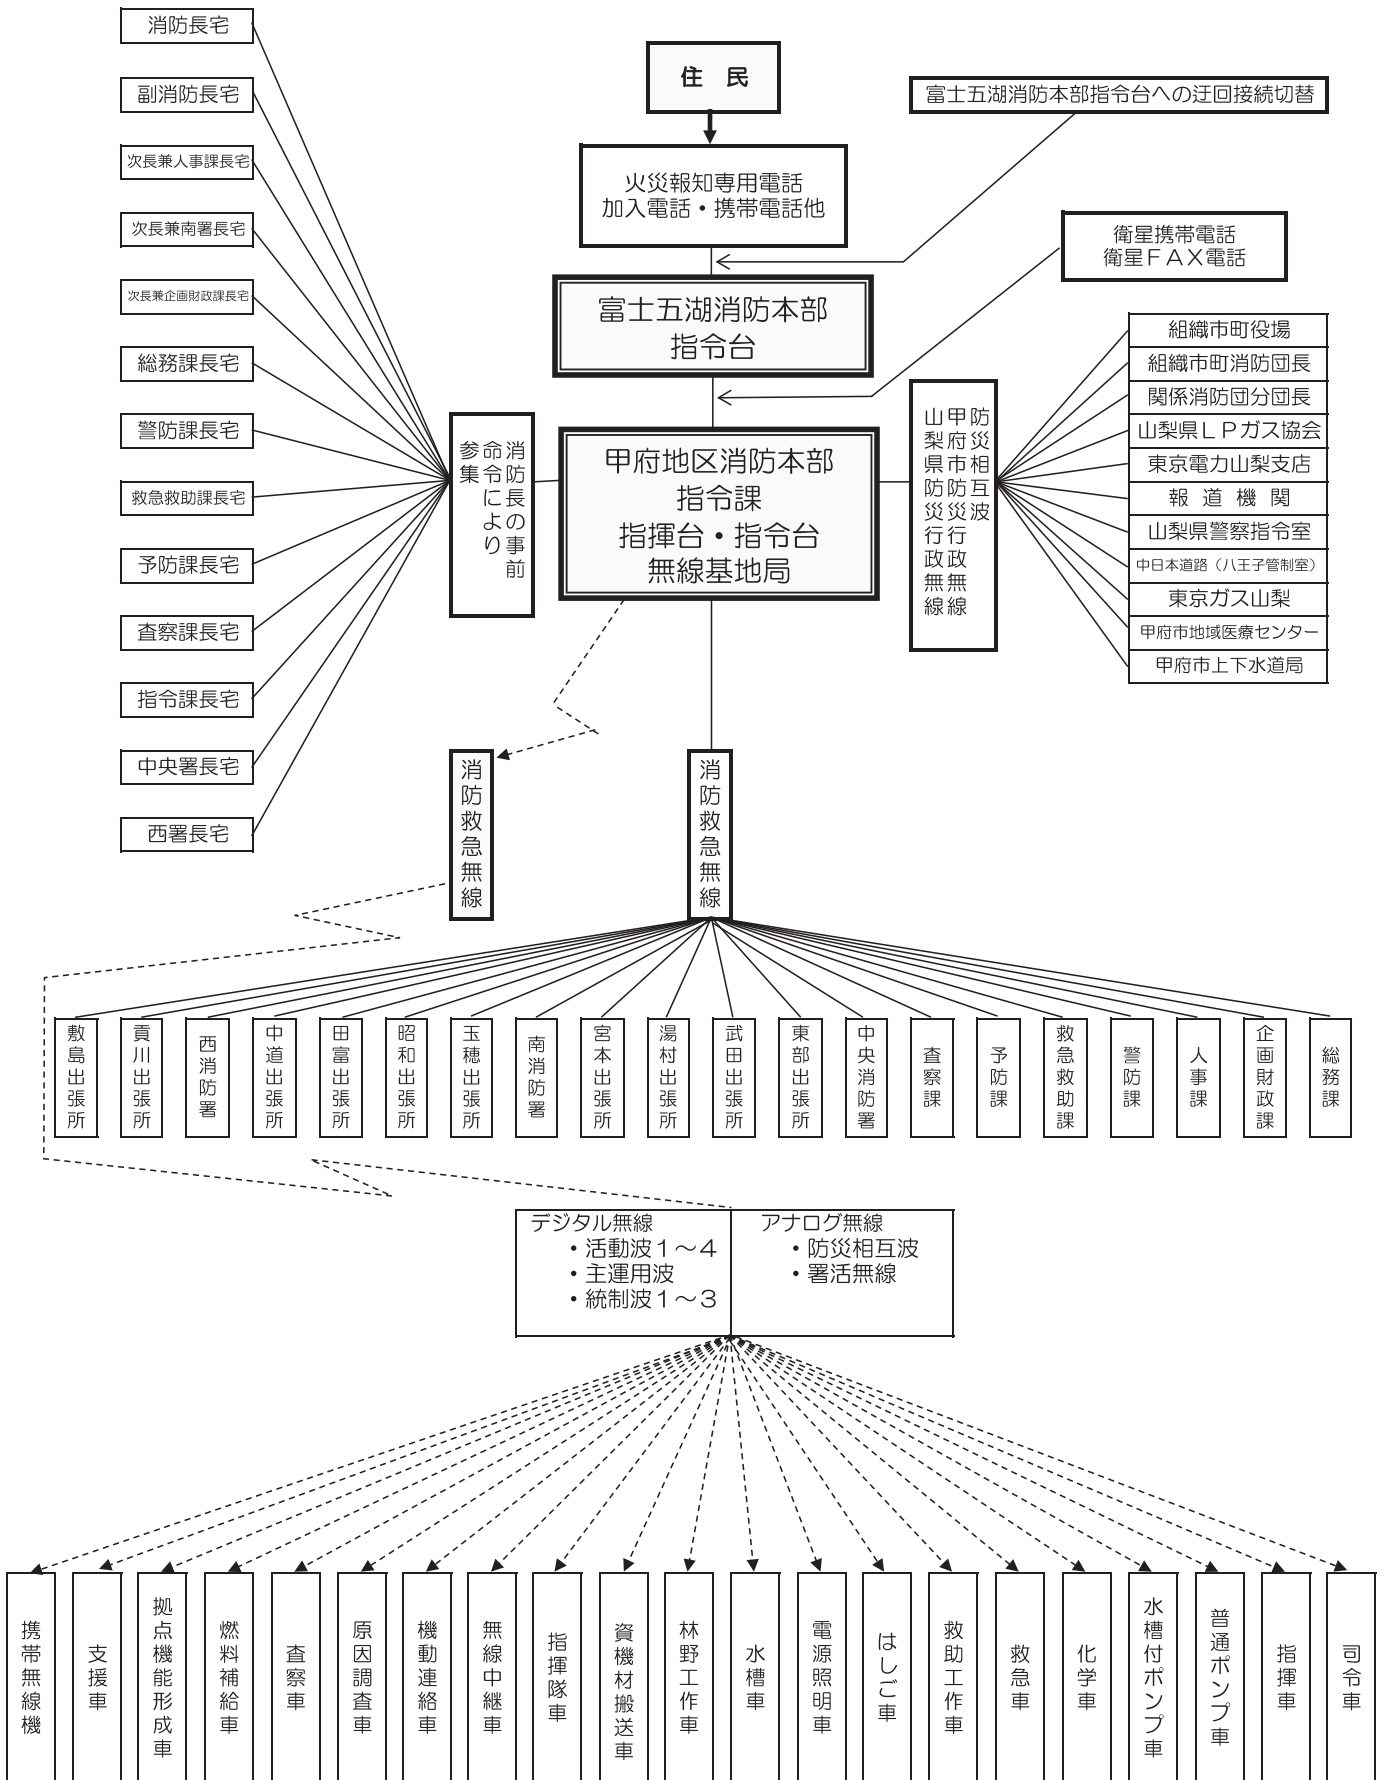 住　民
富士五湖消防本部指令台への迂回接続切替
火災報知専用電話
加入電話・携帯電話他
衛星携帯電話
衛星ＦＡＸ電話
富士五湖消防本部
指令台
甲府地区消防本部
指令課
指揮台・指令台
無線基地局
消防長宅
副消防長宅
次長兼人事課長宅
次長兼南署長宅
次長兼企画財政課長宅
総務課長宅
警防課長宅
救急救助課長宅
予防課長宅
査察課長宅
指令課長宅
中央署長宅
西署長宅
消防長の事前
命令により
参集
防災相互波
甲府市防災行政無線
山梨県防災行政無線
組織市町役場
組織市町消防団長
関係消防団分団長
山梨県ＬＰガス協会
東京電力山梨支店
報　道　機　関
山梨県警察指令室
中日本道路（八王子管制室）
東京ガス山梨
甲府市地域医療センター
甲府市上下水道局
消防救急無線
消防救急無線
敷島出張所
貢川出張所
西消防署
中道出張所
田富出張所
昭和出張所
玉穂出張所
南消防署
宮本出張所
湯村出張所
武田出張所
東部出張所
中央消防署
査察課
予防課
救急救助課
警防課
人事課
企画財政課
総務課
デジタル無線
・活動波１～４
・主運用波
・統制波１～３
アナログ無線
・防災相互波
・署活無線
携帯無線機
支援車
拠点機能形成車
燃料補給車
査察車
原因調査車
機動連絡車
無線中継車
指揮隊車
資機材搬送車
林野工作車
水槽車
電源照明車
はしご車
救助工作車
救急車
化学車
水槽付ポンプ車
普通ポンプ車
指揮車
司令車